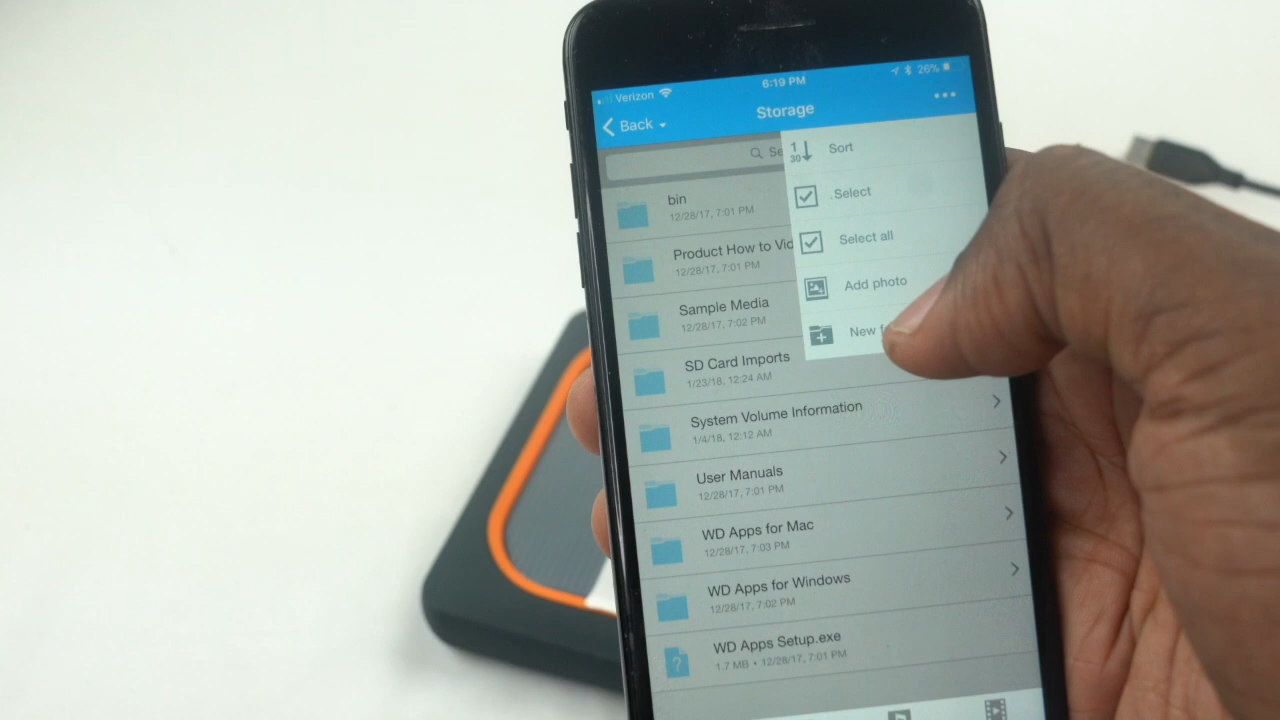 Verizon 6:19 PM 26%
Back Storage
Sort
Select
Select all
Add photo
New
bin
12/28/17, 7:01 PM
Product How to
12/28/17, 7:01 PM
Sample Media
12/28/17, 7:02 PM
SD Card Imports
1/23/18, 12:24 AM
System Volume Information
1/4/18, 12:12 AM
User Manuals
12/28/17, 7:01 PM
WD Apps for Mac
12/28/17, 7:03 PM
WD Apps for Windows
12/28/17, 7:02 PM
WD Apps Setup.exe
1.7 MB • 12/28/17, 7:01 PM